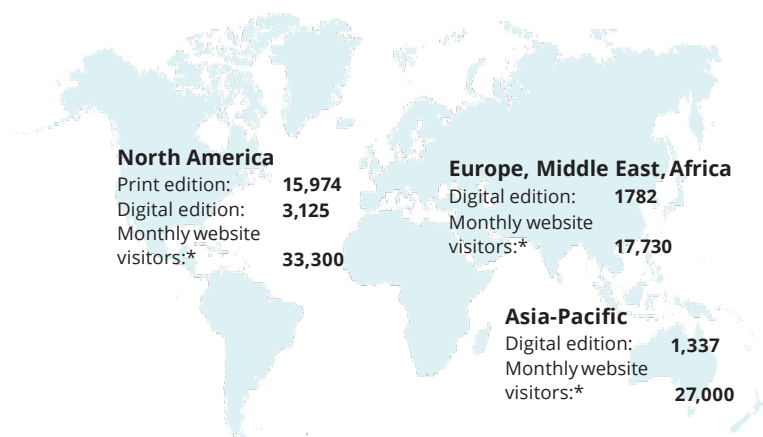 North America
Print edition: 15,974
Digital edition: 3,125
Monthly website
visitors:* 33,300
Europe, Middle East, Africa
Digital edition: 1782
Monthly website
visitors:* 17,730
Asia-Pacific
Digital edition: 1,337
Monthly website
visitors:* 27,000